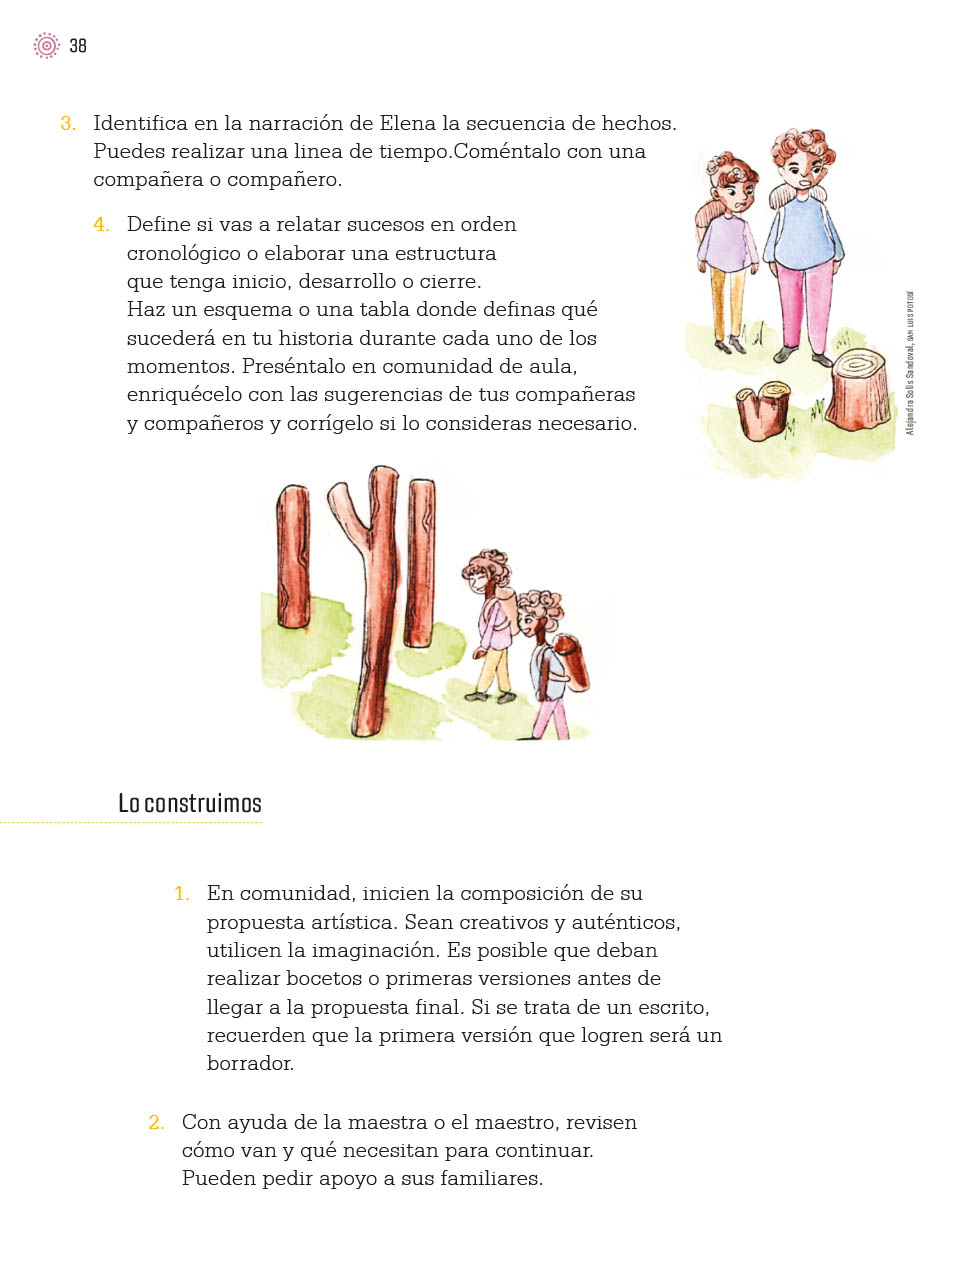 38
3. Identifica en la narración de Elena la secuencia de hechos.
Puedes realizar una linea de tiempo.Coméntalo con una
compañera o compañero.
4. Define si vas a relatar sucesos en orden
cronológico o elaborar una estructura
que tenga inicio, desarrollo o cierre.
Haz un esquema o una tabla donde definas qué
sucederá en tu historia durante cada uno de los
momentos. Preséntalo en comunidad de aula,
enriquécelo con las sugerencias de tus compañeras
y compañeros y corrígelo si lo consideras necesario.
Alejandra Solís Sandoval, SAN LUIS POTOSÍ
Lo construimos
1. En comunidad, inicien la composición de su
propuesta artística. Sean creativos y auténticos,
utilicen la imaginación. Es posible que deban
realizar bocetos o primeras versiones antes de
llegar a la propuesta final. Si se trata de un escrito,
recuerden que la primera versión que logren será un
borrador.
2. Con ayuda de la maestra o el maestro, revisen
cómo van y qué necesitan para continuar.
Pueden pedir apoyo a sus familiares.